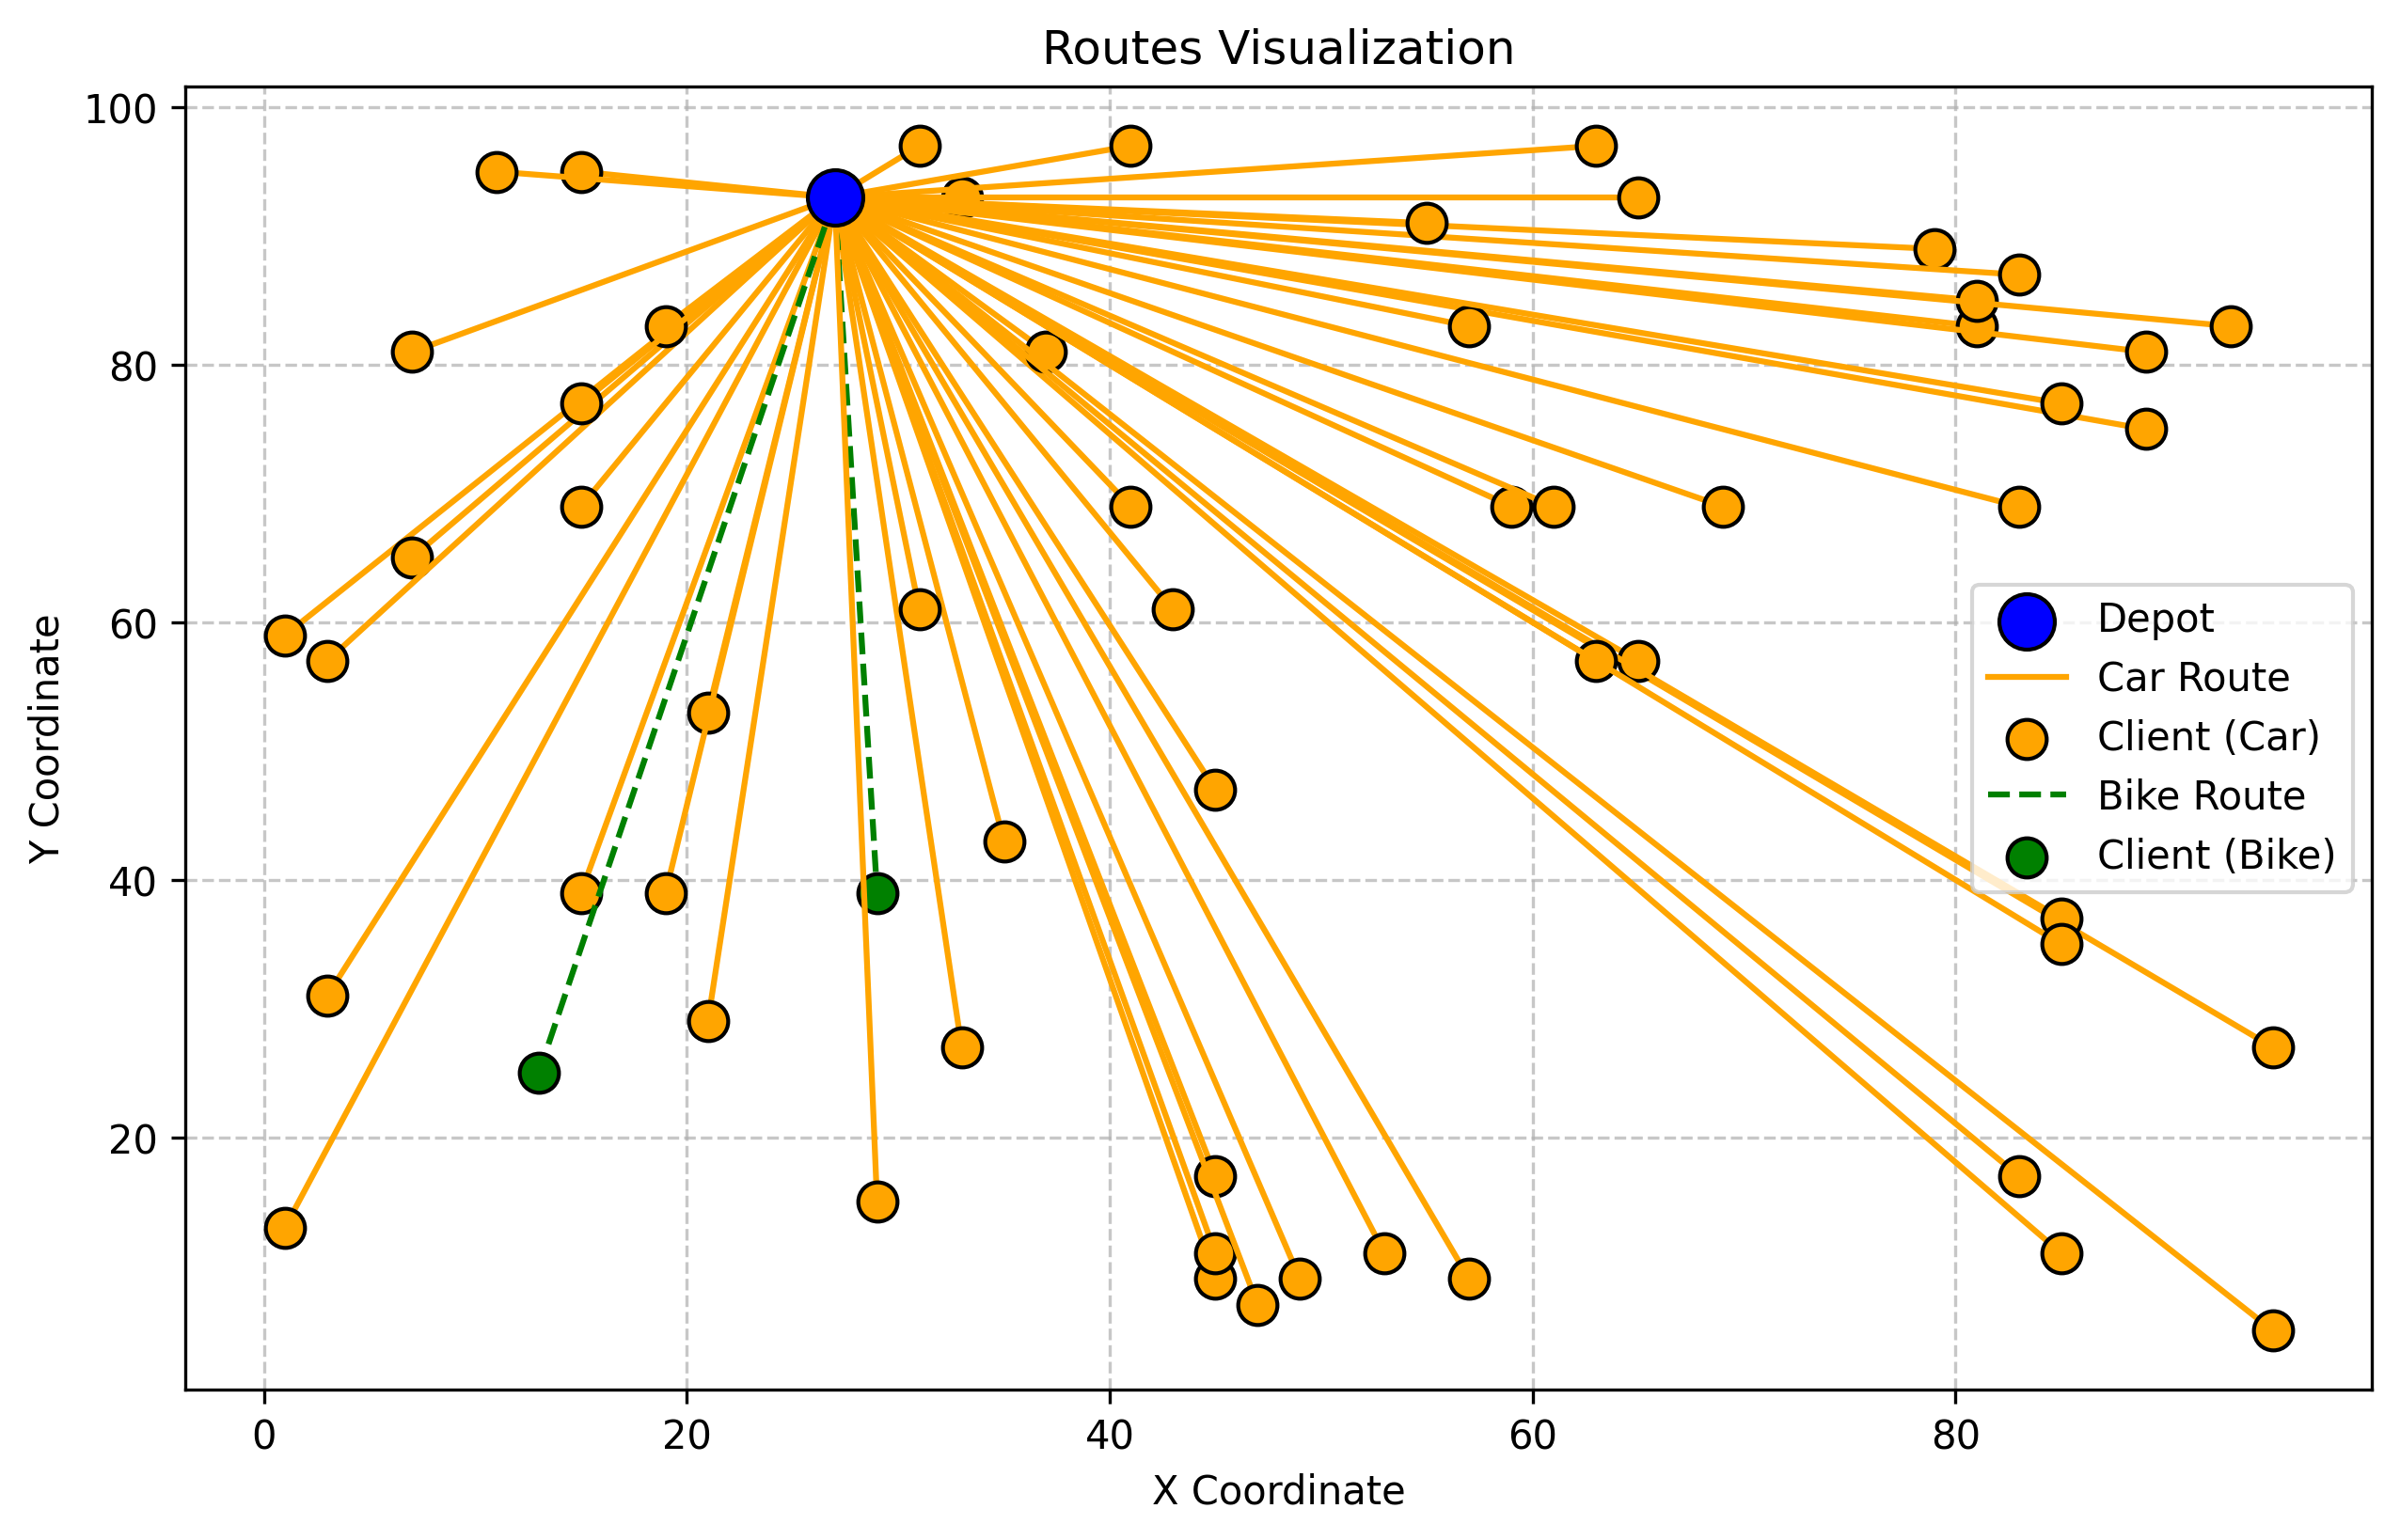 Routes Visualization
100
80
60
40
20
Y Coordinate
Depot
Car Route
Client (Car)
Bike Route
Client (Bike)
0 20 40 60 80
X Coordinate